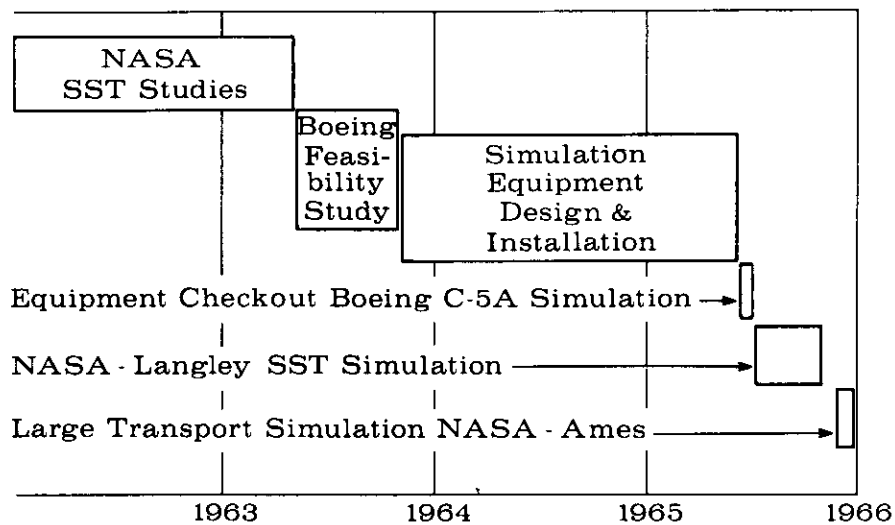 NASA
SST Studies
Boeing
Feasi-
bility
Study
Simulation
Equipment
Design &
Installation
Equipment Checkout Boeing C-5A Simulation
NASA - Langley SST Simulation
Large Transport Simulation NASA - Ames
1963 1964 1965 1966